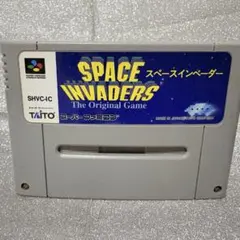 SPACE
INVADERS
The Original Game
スペースインベーダー
SHVC-IC
TAITO
スーパーファミコン